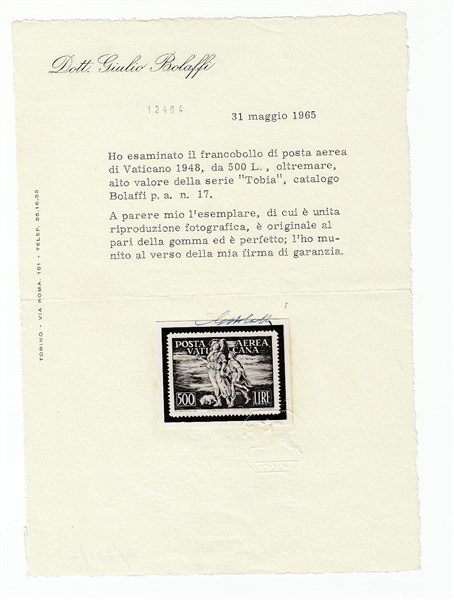 Dott. Giulio Bolaffi
12404
31 maggio 1965
Ho esaminato il francobollo di posta aerea
di Vaticano 1948, da 500 L., oltremare,
alto valore della serie "Tobia", catalogo
Bolaffi p. a. n. 17.
A parere mio l'esemplare, di cui è unita
riproduzione fotografica, è originale al
pari della gomma ed è perfetto; l'ho mu-
nito al verso della mia firma di garanzia.
TORINO - VIA ROMA, 101 - TELEF. 55.16.55
POSTA AEREA
VATICANA
500 LIRE